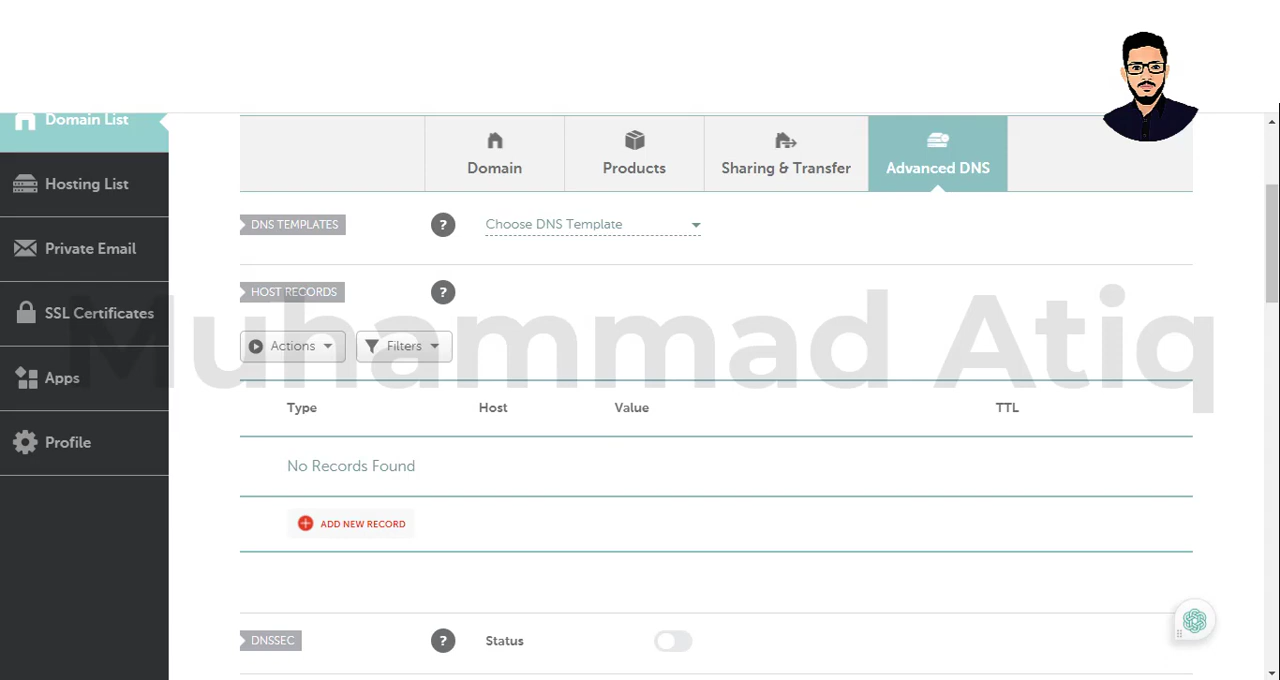 Domain List
Domain
Products
Sharing & Transfer
Advanced DNS
Hosting List
DNS TEMPLATES
?
Choose DNS Template
Private Email
HOST RECORDS
?
SSL Certificates
Muhammad Atiq
Actions
Filters
Apps
Type
Host
Value
TTL
Profile
No Records Found
ADD NEW RECORD
DNSSEC
?
Status